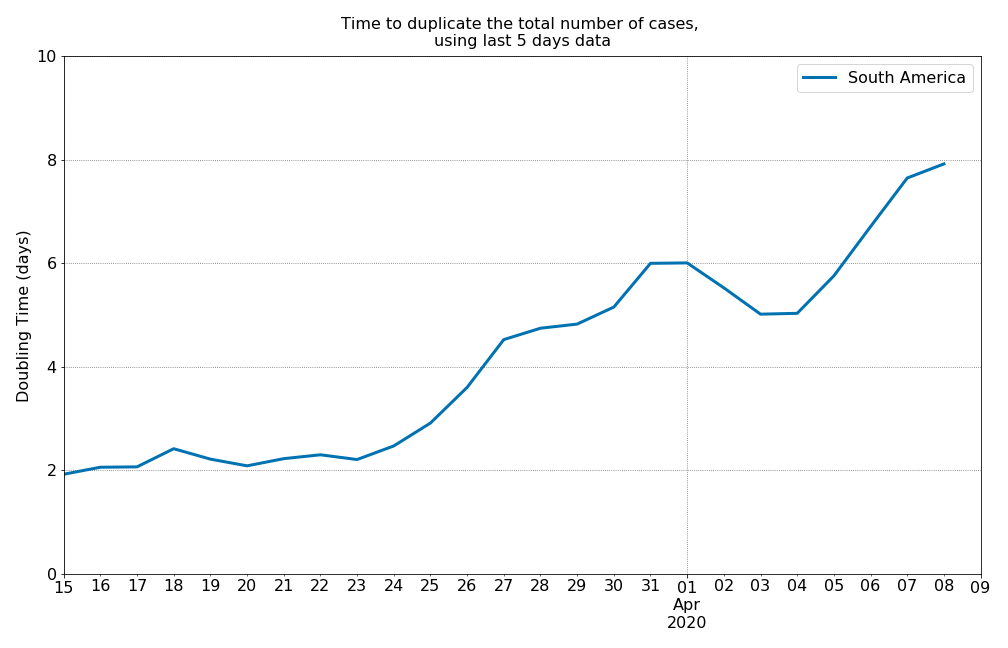 Time to duplicate the total number of cases,
using last 5 days data
South America
Doubling Time (days)
10
8
6
4
2
0
15 16 17 18 19 20 21 22 23 24 25 26 27 28 29 30 31 01 02 03 04 05 06 07 08 09
Apr
2020